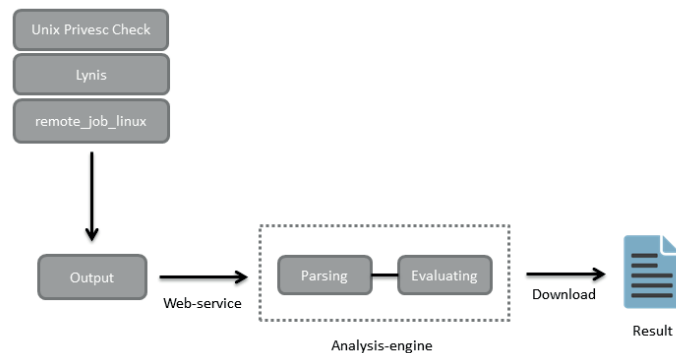 Unix Privesc Check
Lynis
remote_job_linux
Output
Web-service
Parsing
Evaluating
Analysis-engine
Download
Result